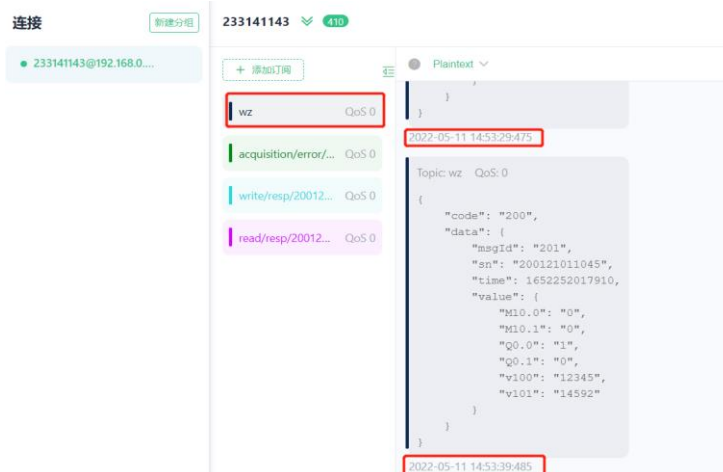 连接
新建分组
233141143
410
233141143@192.168.0....
+ 添加订阅
Plaintext
wz QoS 0
acquisition/error/... QoS 0
write/resp/20012... QoS 0
read/resp/20012... QoS 0
}
}
}
2022-05-11 14:53:29:475
Topic: wz QoS: 0
{
"code": "200",
"data": {
"msgId": "201",
"sn": "200121011045",
"time": 1652252017910,
"value": {
"M10.0": "0",
"M10.1": "0",
"Q0.0": "1",
"Q0.1": "0",
"v100": "12345",
"v101": "14592"
}
}
}
2022-05-11 14:53:39:485